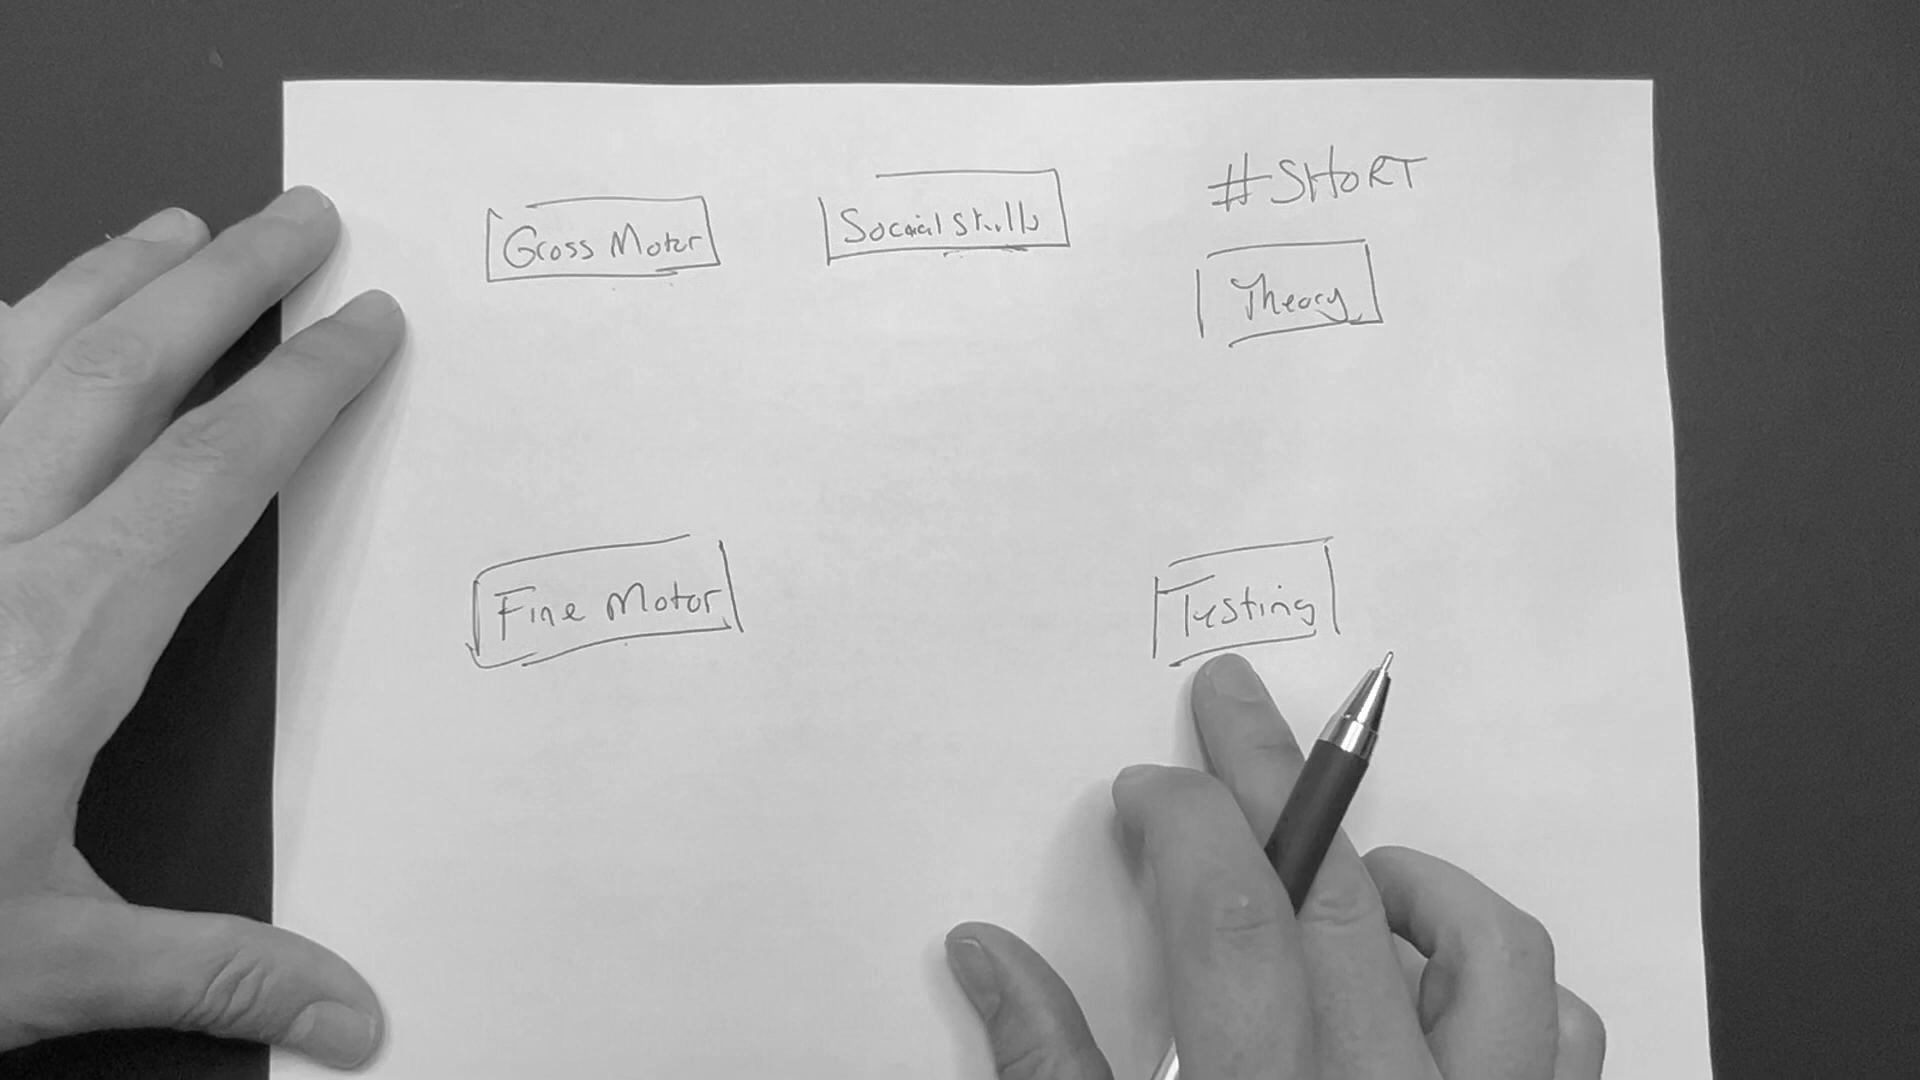 #SHORT
Gross Motor
Social skills
Theory
Fine Motor
Testing